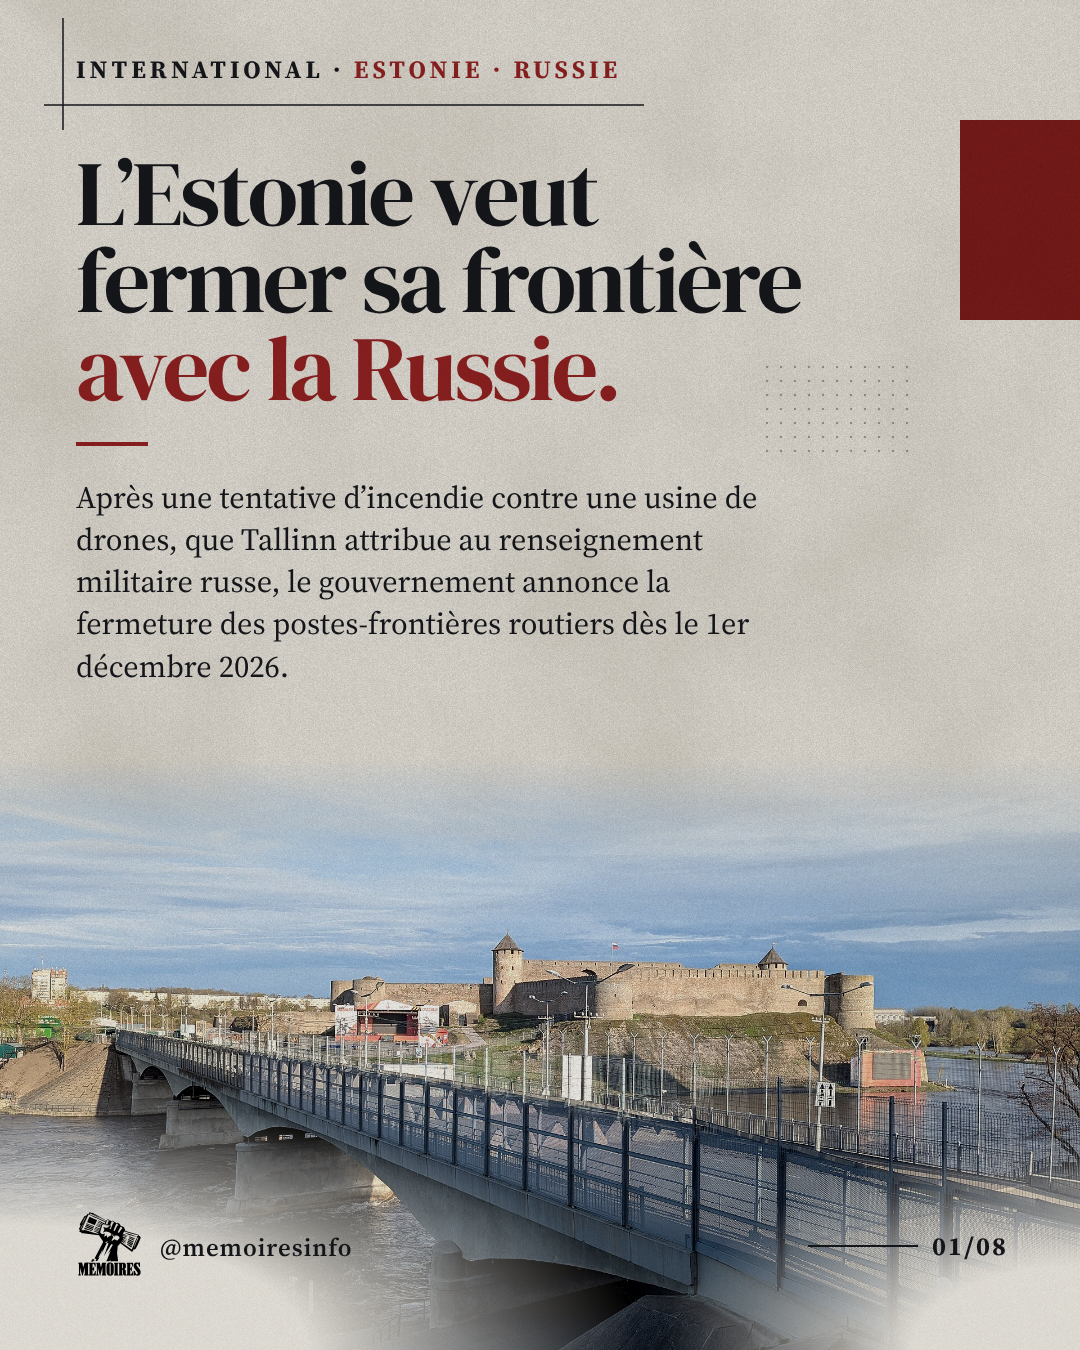 INTERNATIONAL · ESTONIE · RUSSIE
L’Estonie veut
fermer sa frontière
avec la Russie.
Après une tentative d’incendie contre une usine de
drones, que Tallinn attribue au renseignement
militaire russe, le gouvernement annonce la
fermeture des postes-frontières routiers dès le 1er
décembre 2026.
MÉMOIRES
@memoiresinfo
01/08